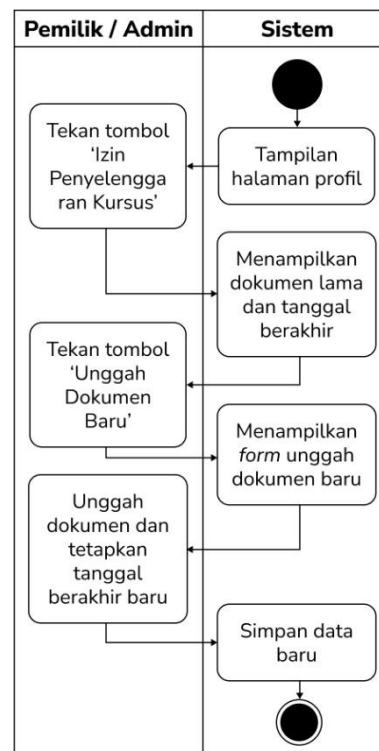 Pemilik / Admin
Sistem
Tampilan
halaman profil
Tekan tombol
‘Izin
Penyelengga
ran Kursus’
Menampilkan
dokumen lama
dan tanggal
berakhir
Tekan tombol
‘Unggah
Dokumen
Baru’
Menampilkan
form unggah
dokumen baru
Unggah
dokumen dan
tetapkan
tanggal
berakhir baru
Simpan data
baru